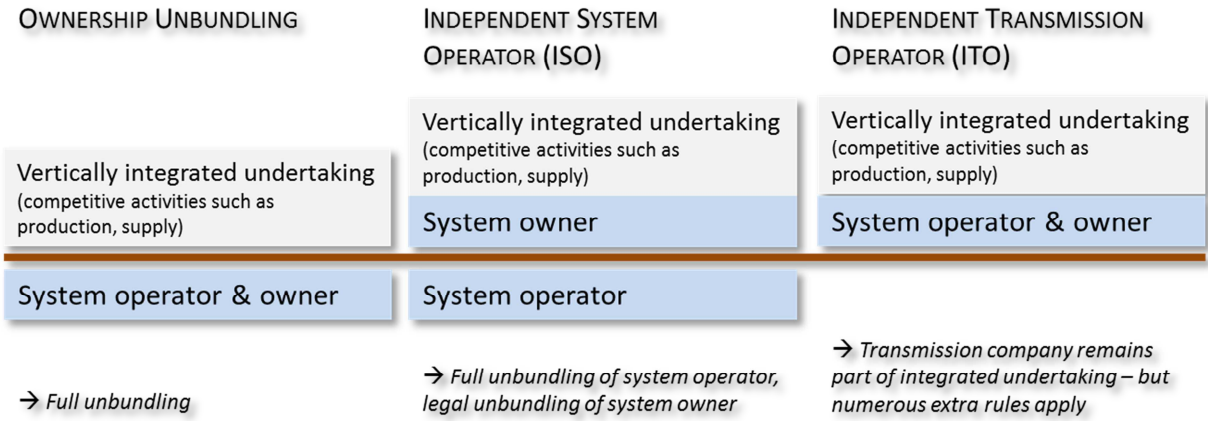 OWNERSHIP UNBUNDLING
Vertically integrated undertaking
(competitive activities such as
production, supply)
System operator & owner
→ Full unbundling
INDEPENDENT SYSTEM
OPERATOR (ISO)
Vertically integrated undertaking
(competitive activities such as
production, supply)
System owner
System operator
→ Full unbundling of system operator,
legal unbundling of system owner
INDEPENDENT TRANSMISSION
OPERATOR (ITO)
Vertically integrated undertaking
(competitive activities such as
production, supply)
System operator & owner
→ Transmission company remains
part of integrated undertaking – but
numerous extra rules apply